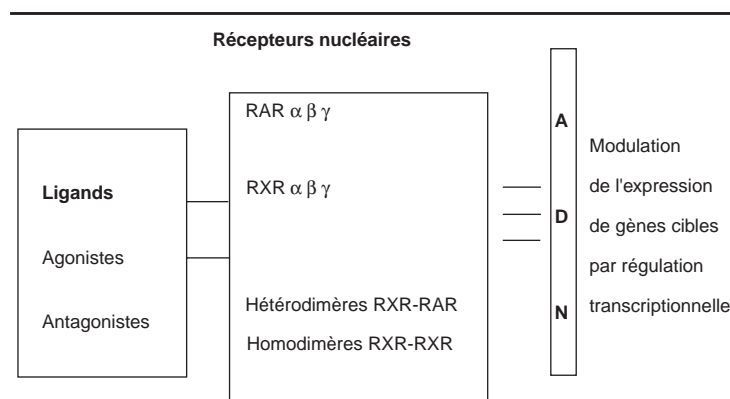 Récepteurs nucléaires
Ligands
Agonistes
Antagonistes
RAR α β γ
RXR α β γ
Hétérodimères RXR-RAR
Homodimères RXR-RXR
A
D
N
Modulation
de l'expression
de gènes cibles
par régulation
transcriptionnelle